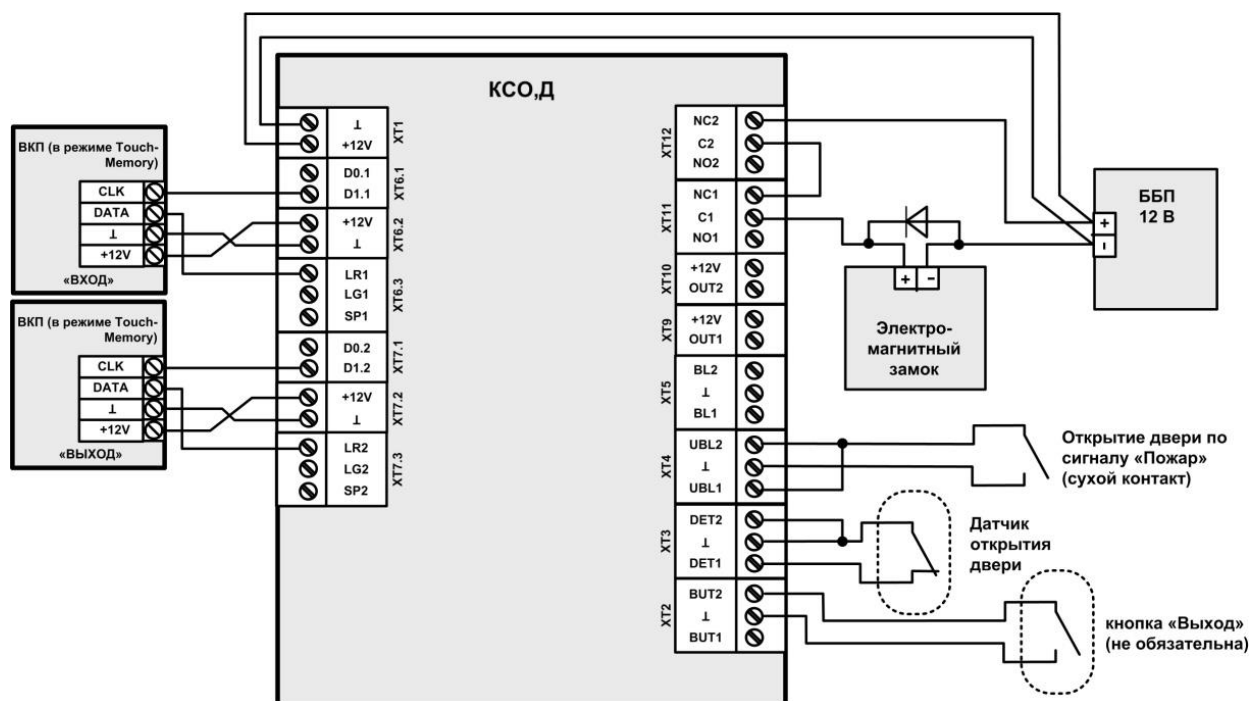 КСО,Д
ВКП (в режиме Touch-
Memory)
CLK
DATA
⊥
+12V
«ВХОД»
ВКП (в режиме Touch-
Memory)
CLK
DATA
⊥
+12V
«ВЫХОД»
⊥
+12V
XT1
D0.1
D1.1
XT6.1
+12V
⊥
XT6.2
LR1
LG1
SP1
XT6.3
D0.2
D1.2
XT7.1
+12V
⊥
XT7.2
LR2
LG2
SP2
XT7.3
XT12
NC2
C2
NO2
XT11
NC1
C1
NO1
XT10
+12V
OUT2
XT9
+12V
OUT1
XT5
BL2
⊥
BL1
XT4
UBL2
⊥
UBL1
XT3
DET2
⊥
DET1
XT2
BUT2
⊥
BUT1
ББП
12 В
+
-
+ -
Электро-
магнитный
замок
Открытие двери по
сигналу «Пожар»
(сухой контакт)
Датчик
открытия
двери
кнопка «Выход»
(не обязательна)